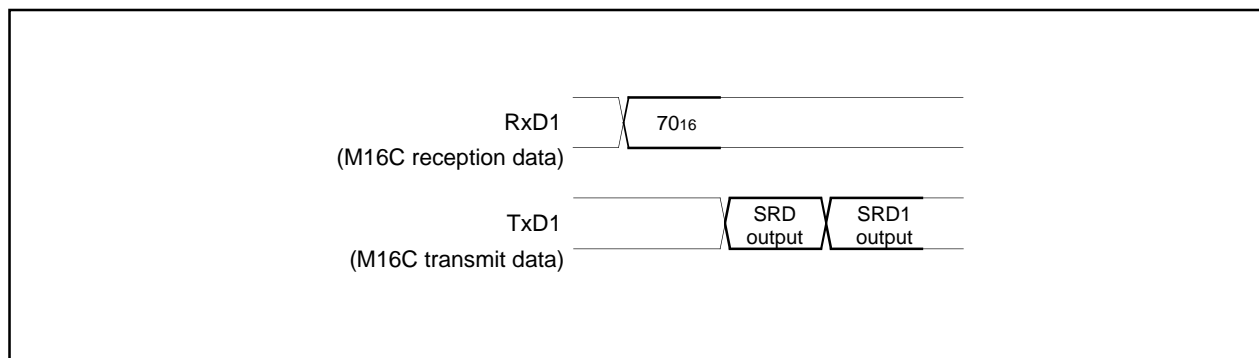 RxD1
(M16C reception data)
7016
TxD1
(M16C transmit data)
SRD
output
SRD1
output